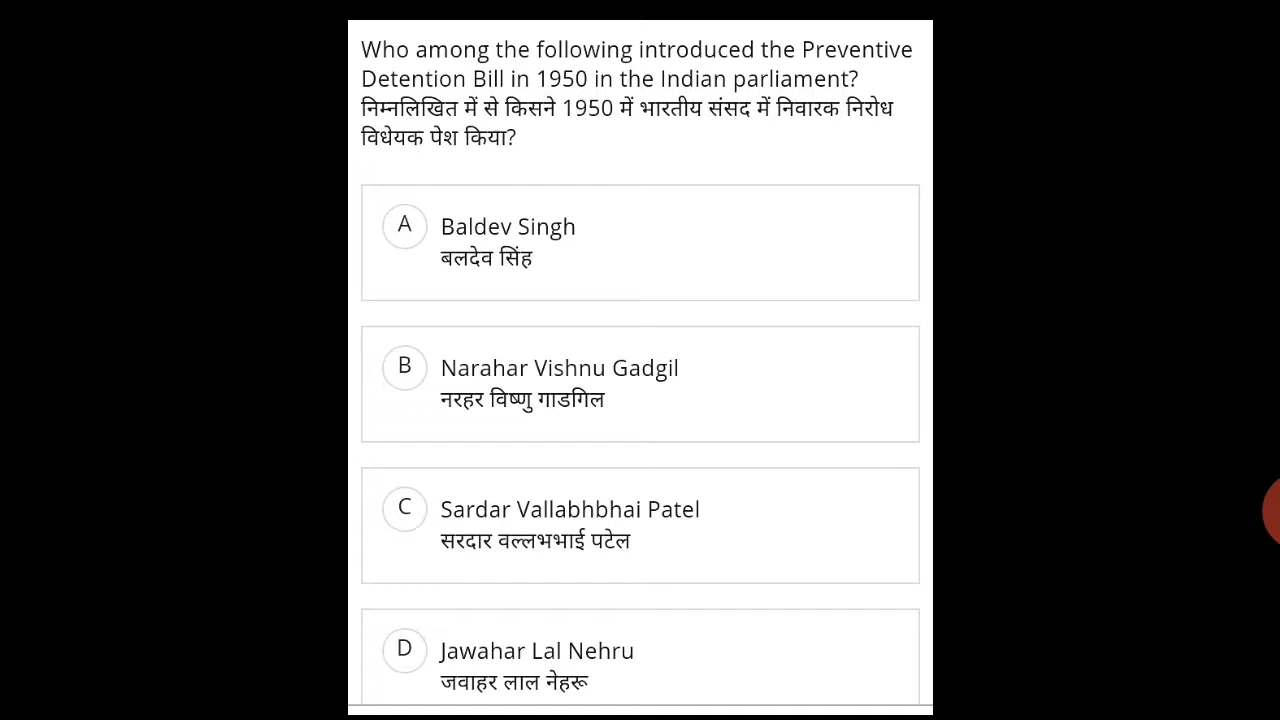 Who among the following introduced the Preventive
Detention Bill in 1950 in the Indian parliament?
निम्नलिखित में से किसने 1950 में भारतीय संसद में निवारक निरोध
विधेयक पेश किया?
A Baldev Singh
बलदेव सिंह
B Narahar Vishnu Gadgil
नरहर विष्णु गाडगिल
C Sardar Vallabhbhai Patel
सरदार वल्लभभाई पटेल
D Jawahar Lal Nehru
जवाहर लाल नेहरू